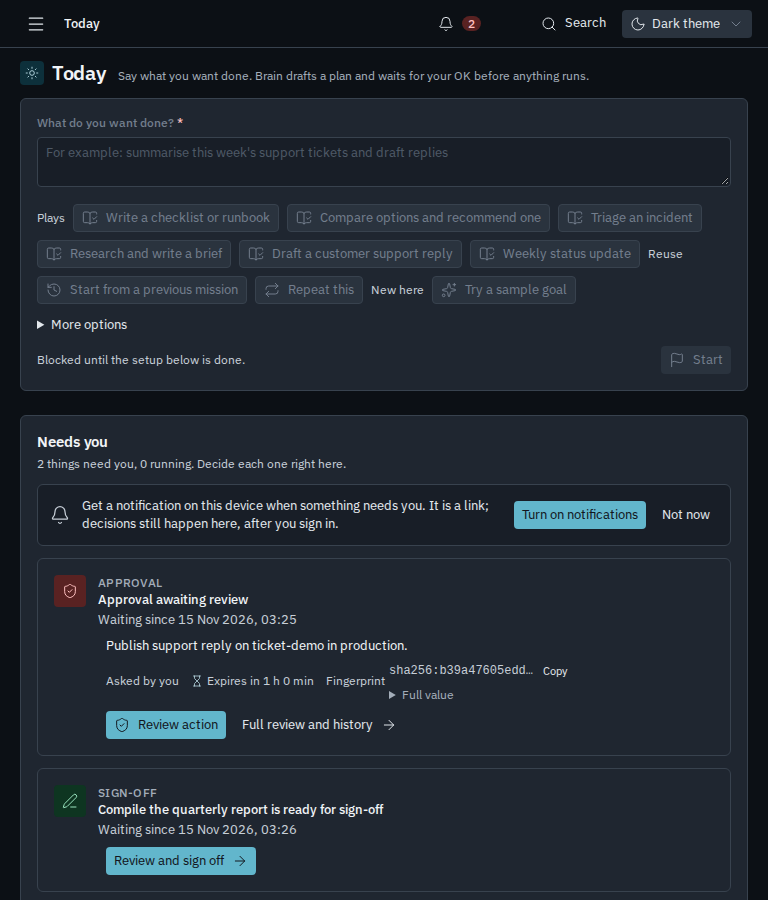 Today
2
Search
Dark theme
Today
Say what you want done. Brain drafts a plan and waits for your OK before anything runs.
What do you want done? *
For example: summarise this week's support tickets and draft replies
Plays
Write a checklist or runbook
Compare options and recommend one
Triage an incident
Research and write a brief
Draft a customer support reply
Weekly status update
Reuse
Start from a previous mission
Repeat this
New here
Try a sample goal
More options
Blocked until the setup below is done.
Start
Needs you
2 things need you, 0 running. Decide each one right here.
Get a notification on this device when something needs you. It is a link;
decisions still happen here, after you sign in.
Turn on notifications
Not now
APPROVAL
Approval awaiting review
Waiting since 15 Nov 2026, 03:25
Publish support reply on ticket-demo in production.
Asked by you
Expires in 1 h 0 min
Fingerprint
sha256:b39a47605edd…
Copy
Full value
Review action
Full review and history
SIGN-OFF
Compile the quarterly report is ready for sign-off
Waiting since 15 Nov 2026, 03:26
Review and sign off